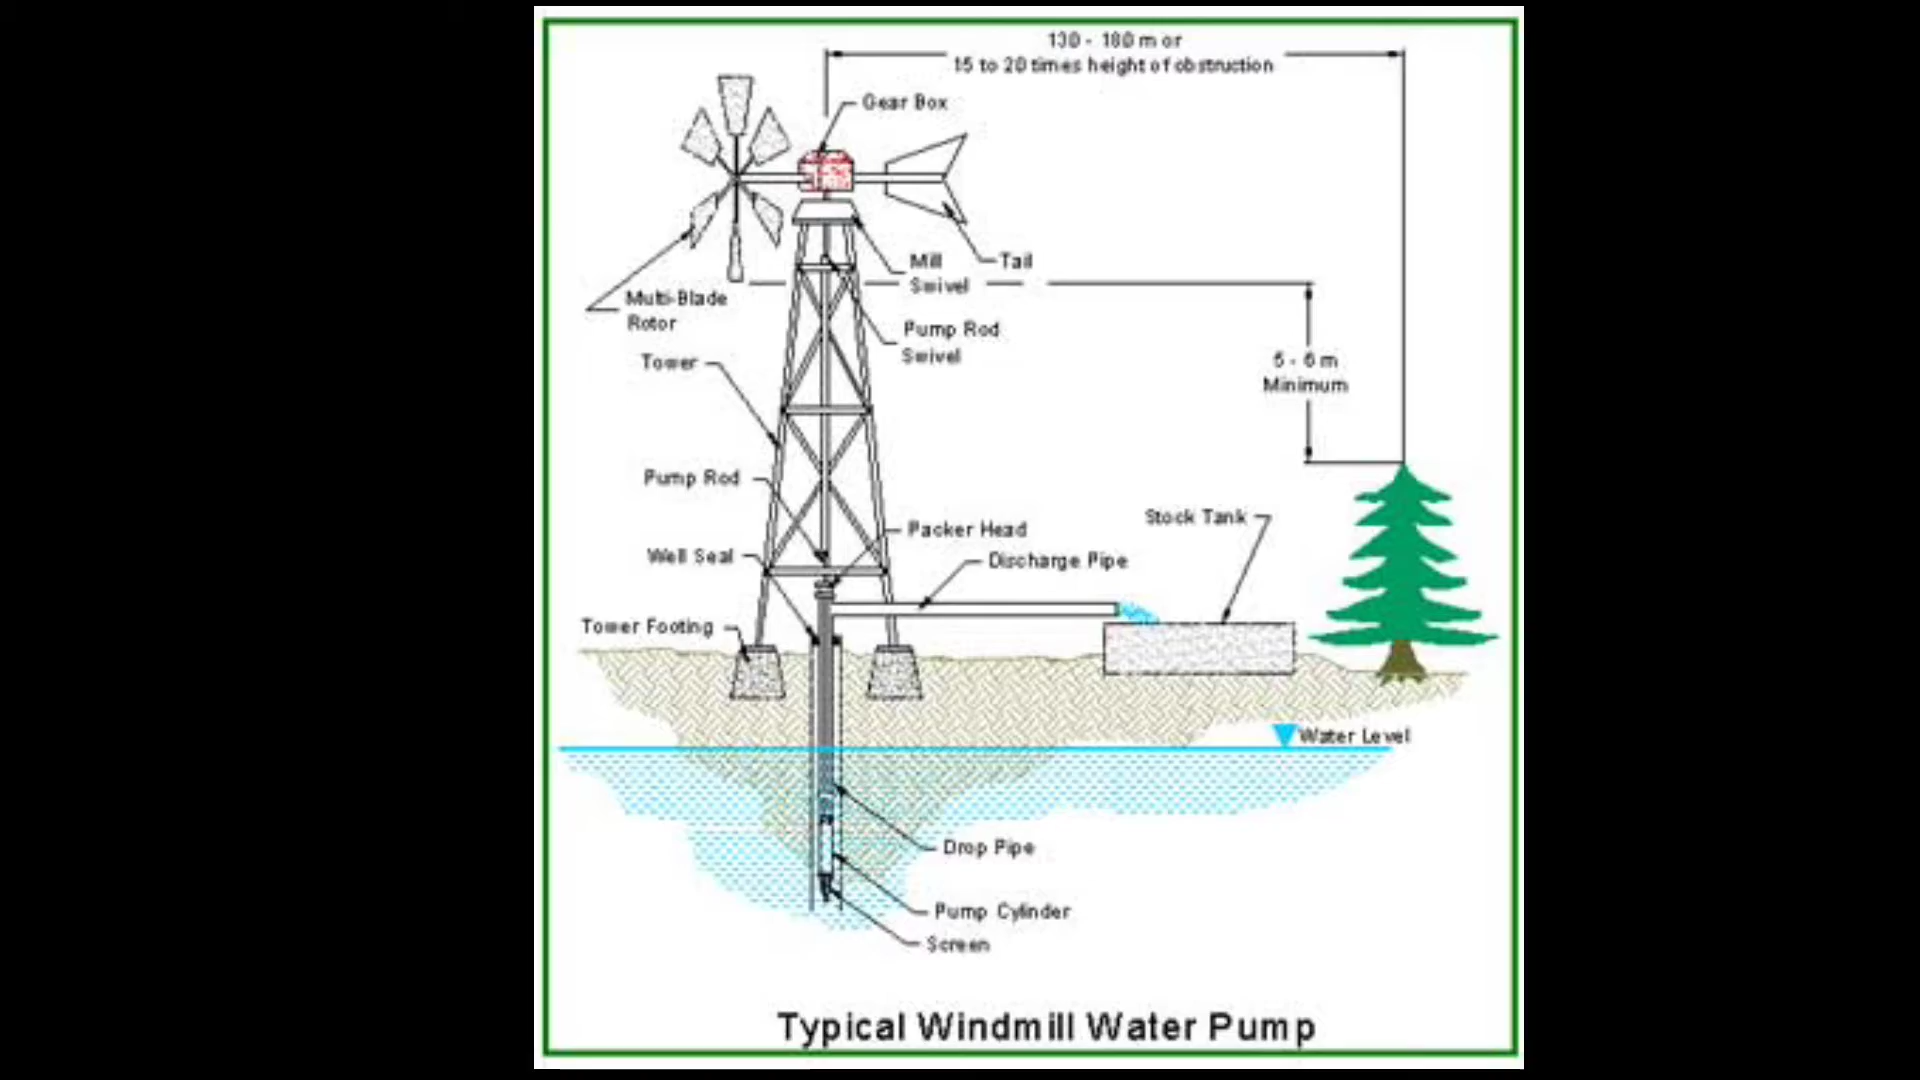 130 - 180 m or
15 to 20 times height of obstruction
Gear Box
Mill
Swivel
Tail
Multi-Blade
Rotor
Pump Rod
Swivel
Tower
5 - 6 m
Minimum
Pump Rod
Stock Tank
Packer Head
Well Seal
Discharge Pipe
Tower Footing
Water Level
Drop Pipe
Pump Cylinder
Screen
Typical Windmill Water Pump